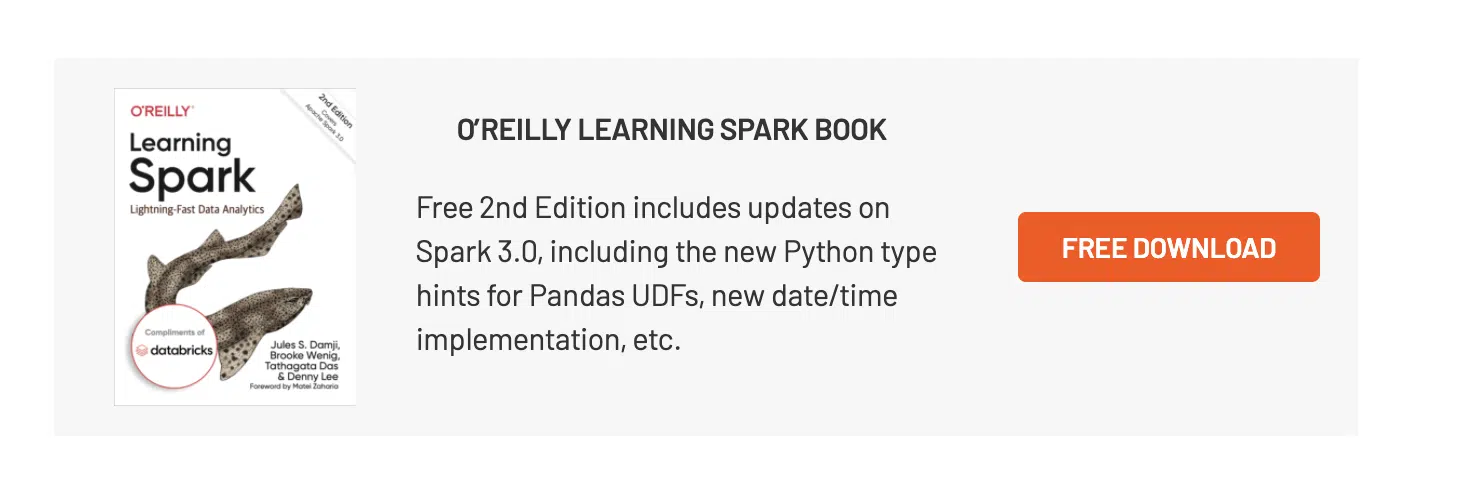 O'REILLY®
2nd Edition
Covers
Apache Spark 3.0
Learning
Spark
Lightning-Fast Data Analytics
Compliments of
databricks
Jules S. Damji,
Brooke Wenig,
Tathagata Das
& Denny Lee
Foreword by Matei Zaharia
O'REILLY LEARNING SPARK BOOK
Free 2nd Edition includes updates on
Spark 3.0, including the new Python type
hints for Pandas UDFs, new date/time
implementation, etc.
FREE DOWNLOAD